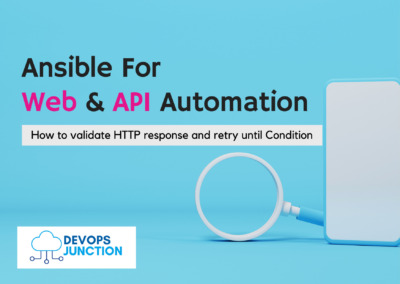 Ansible For
Web & API Automation
How to validate HTTP response and retry until Condition
DEVOPS
JUNCTION